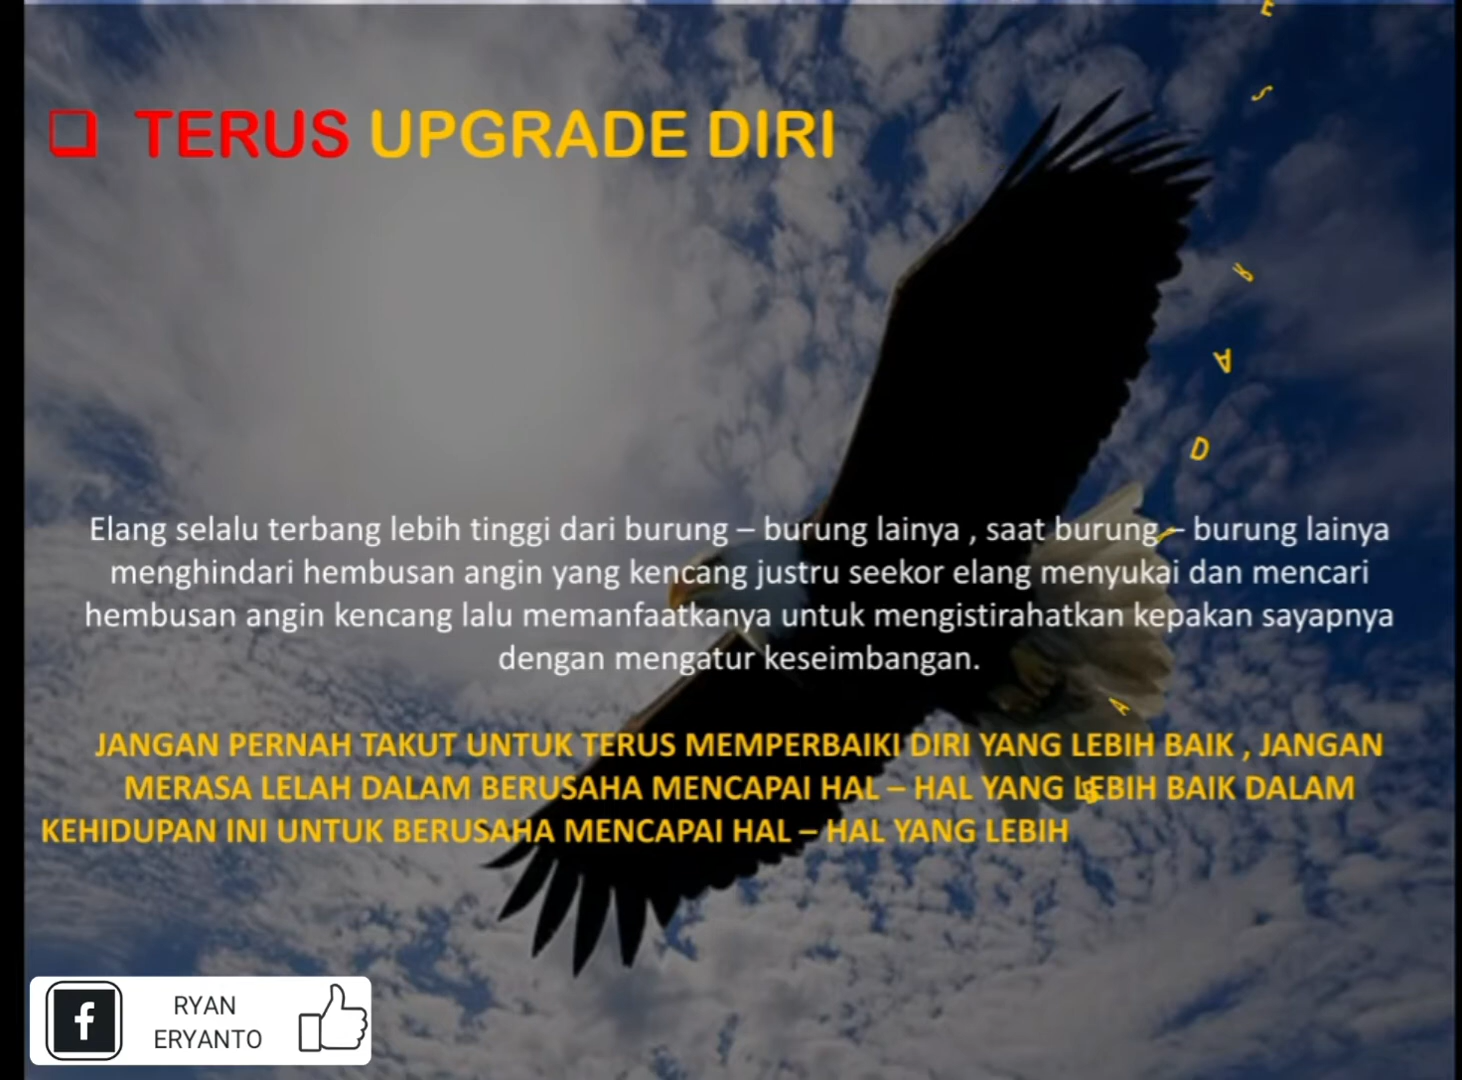 TERUS UPGRADE DIRI
Elang selalu terbang lebih tinggi dari burung – burung lainya , saat burung – burung lainya
menghindari hembusan angin yang kencang justru seekor elang menyukai dan mencari
hembusan angin kencang lalu memanfaatkanya untuk mengistirahatkan kepakan sayapnya
dengan mengatur keseimbangan.
JANGAN PERNAH TAKUT UNTUK TERUS MEMPERBAIKI DIRI YANG LEBIH BAIK , JANGAN
MERASA LELAH DALAM BERUSAHA MENCAPAI HAL – HAL YANG LEBIH BAIK DALAM
KEHIDUPAN INI UNTUK BERUSAHA MENCAPAI HAL – HAL YANG LEBIH
f
RYAN
ERYANTO